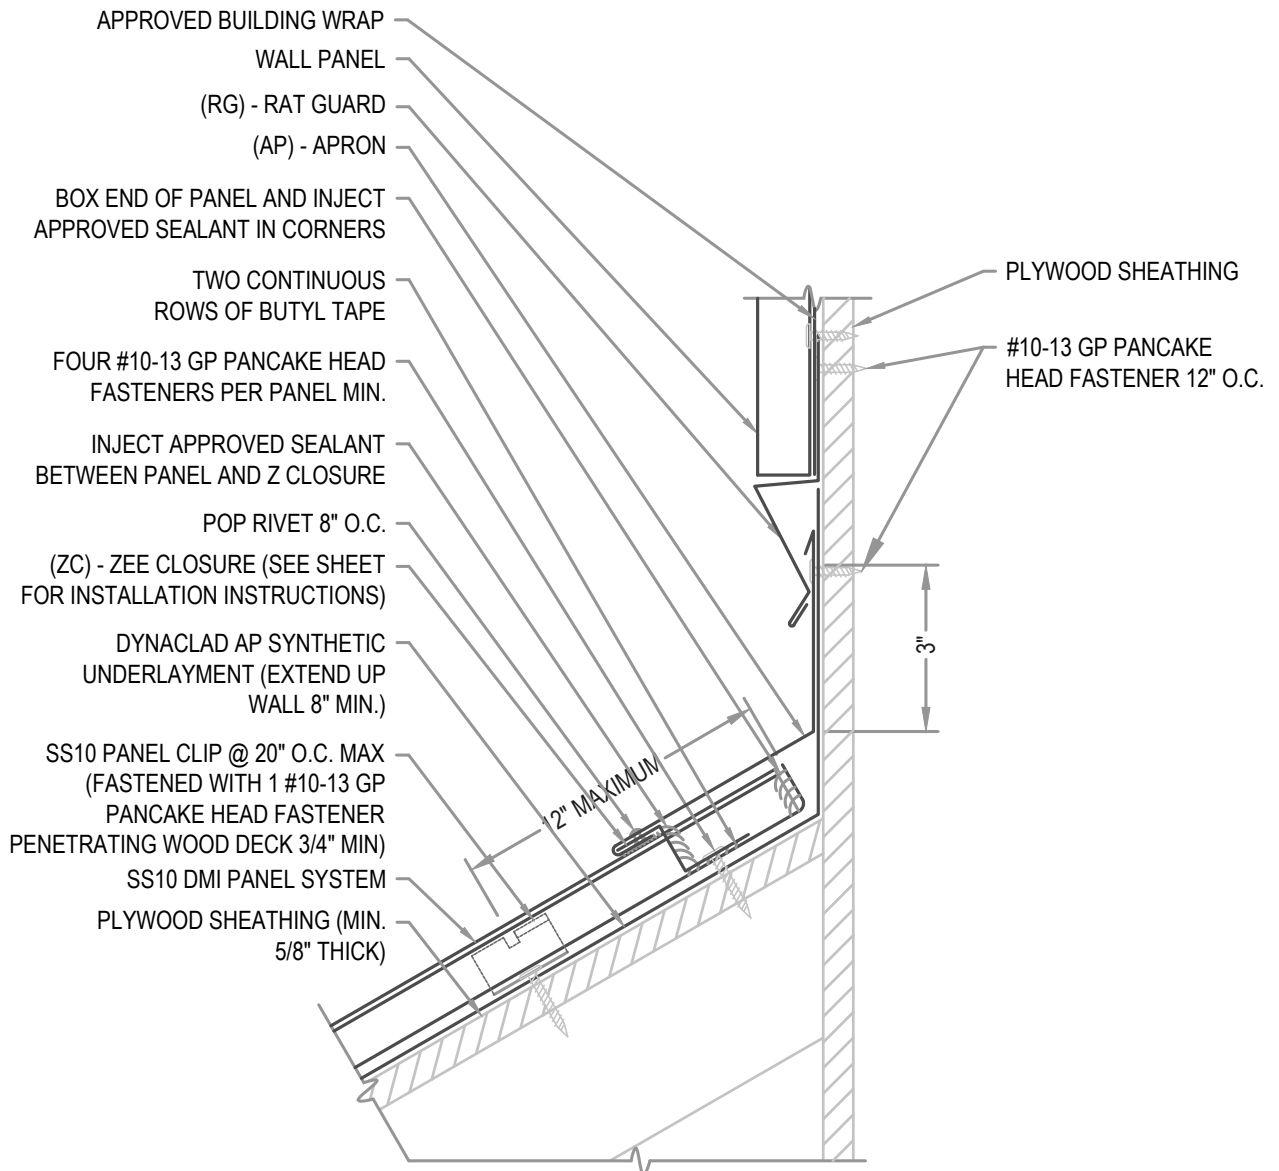 APPROVED BUILDING WRAP
WALL PANEL
(RG) - RAT GUARD
(AP) - APRON
BOX END OF PANEL AND INJECT
APPROVED SEALANT IN CORNERS
TWO CONTINUOUS
ROWS OF BUTYL TAPE
FOUR #10-13 GP PANCAKE HEAD
FASTENERS PER PANEL MIN.
INJECT APPROVED SEALANT
BETWEEN PANEL AND Z CLOSURE
POP RIVET 8" O.C.
(ZC) - ZEE CLOSURE (SEE SHEET
FOR INSTALLATION INSTRUCTIONS)
DYNACLAD AP SYNTHETIC
UNDERLAYMENT (EXTEND UP
WALL 8" MIN.)
SS10 PANEL CLIP @ 20" O.C. MAX
(FASTENED WITH 1 #10-13 GP
PANCAKE HEAD FASTENER
PENETRATING WOOD DECK 3/4" MIN)
SS10 DMI PANEL SYSTEM
PLYWOOD SHEATHING (MIN.
5/8" THICK)
12" MAXIMUM
PLYWOOD SHEATHING
#10-13 GP PANCAKE
HEAD FASTENER 12" O.C.
3"